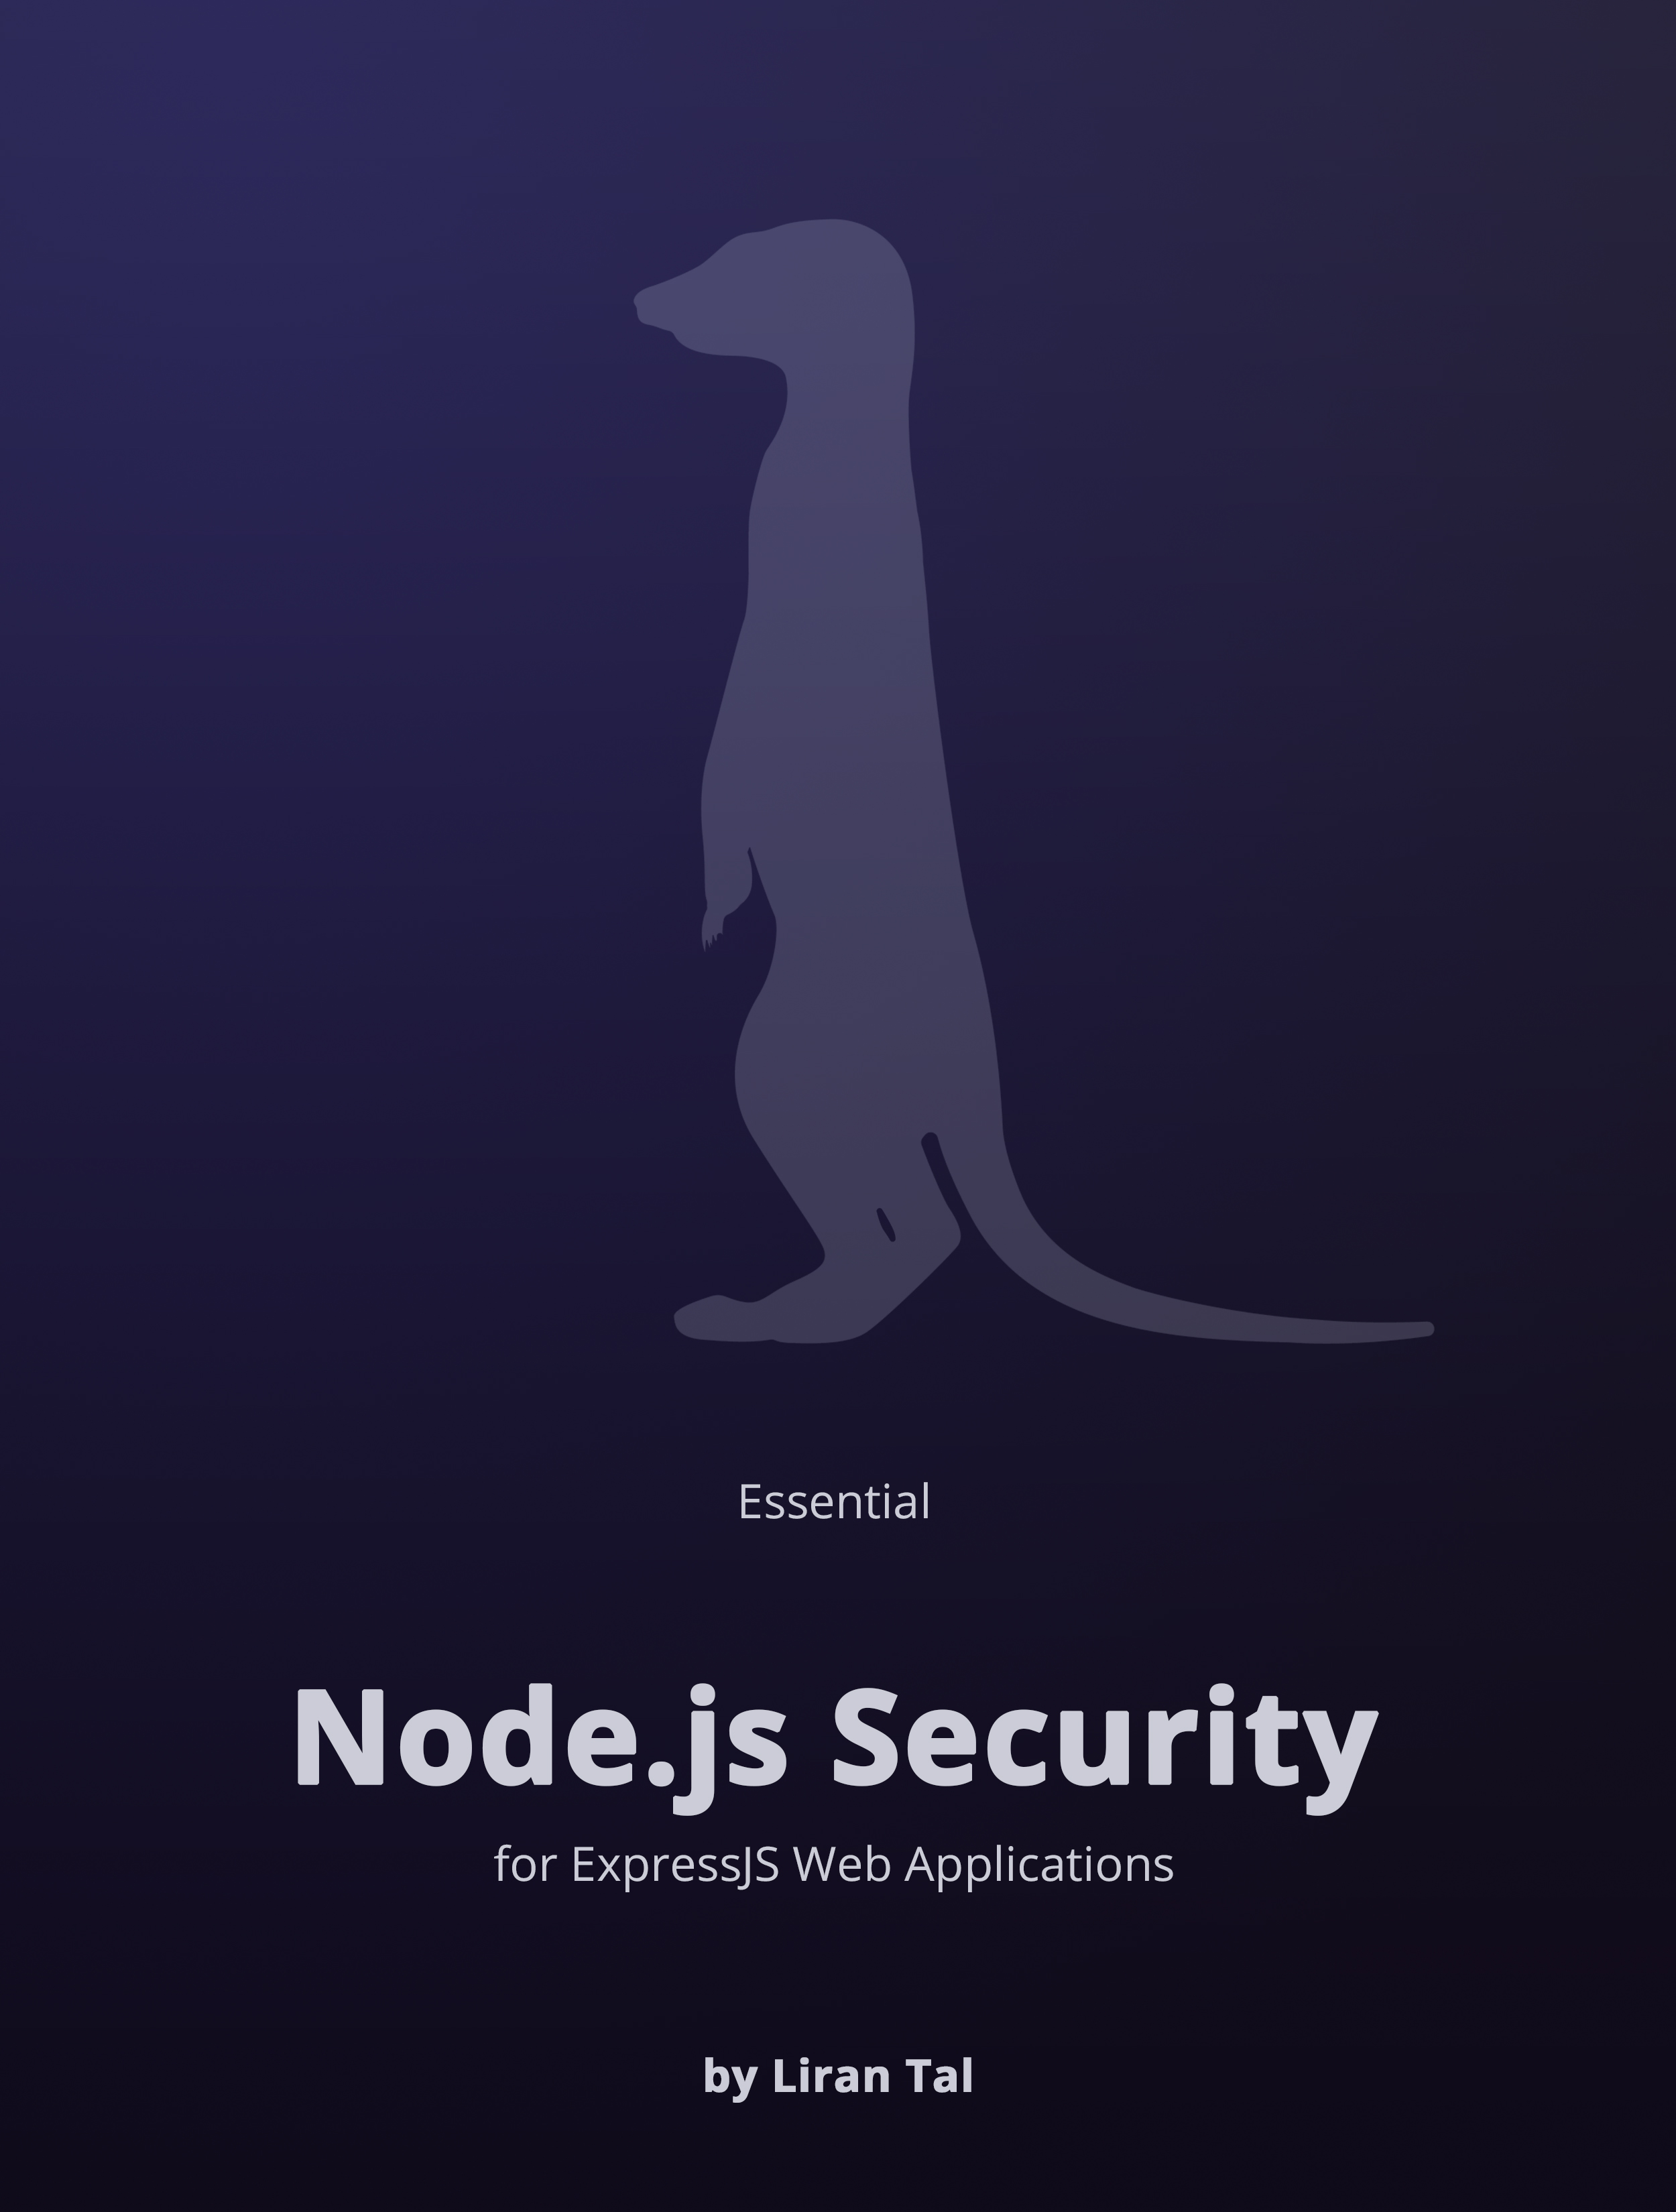 Essential
Node.js Security
for ExpressJS Web Applications
by Liran Tal